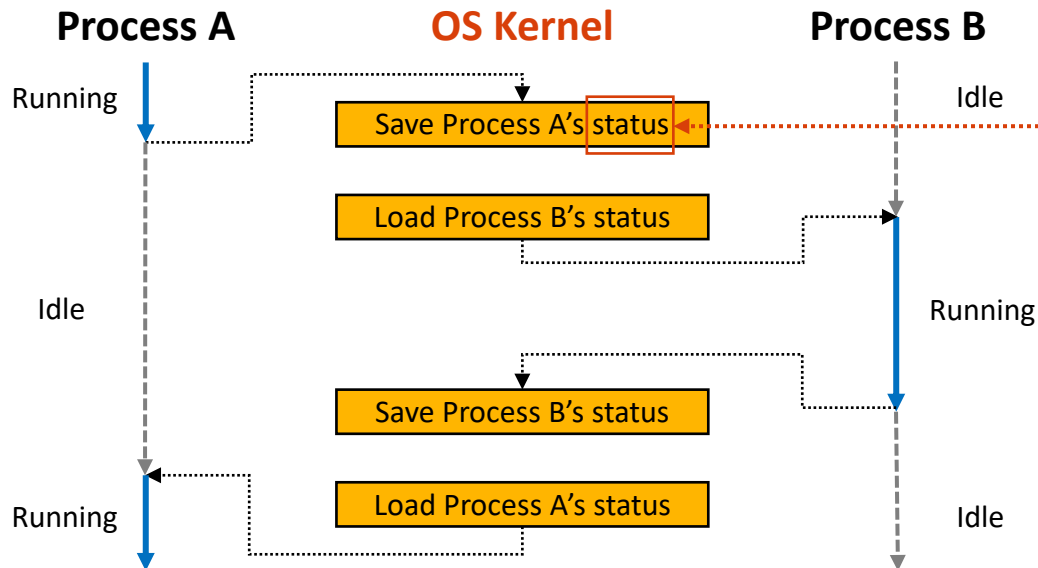 Process A
OS Kernel
Process B
Running
Save Process A's status
Idle
Load Process B's status
Idle
Running
Save Process B's status
Running
Load Process A's status
Idle